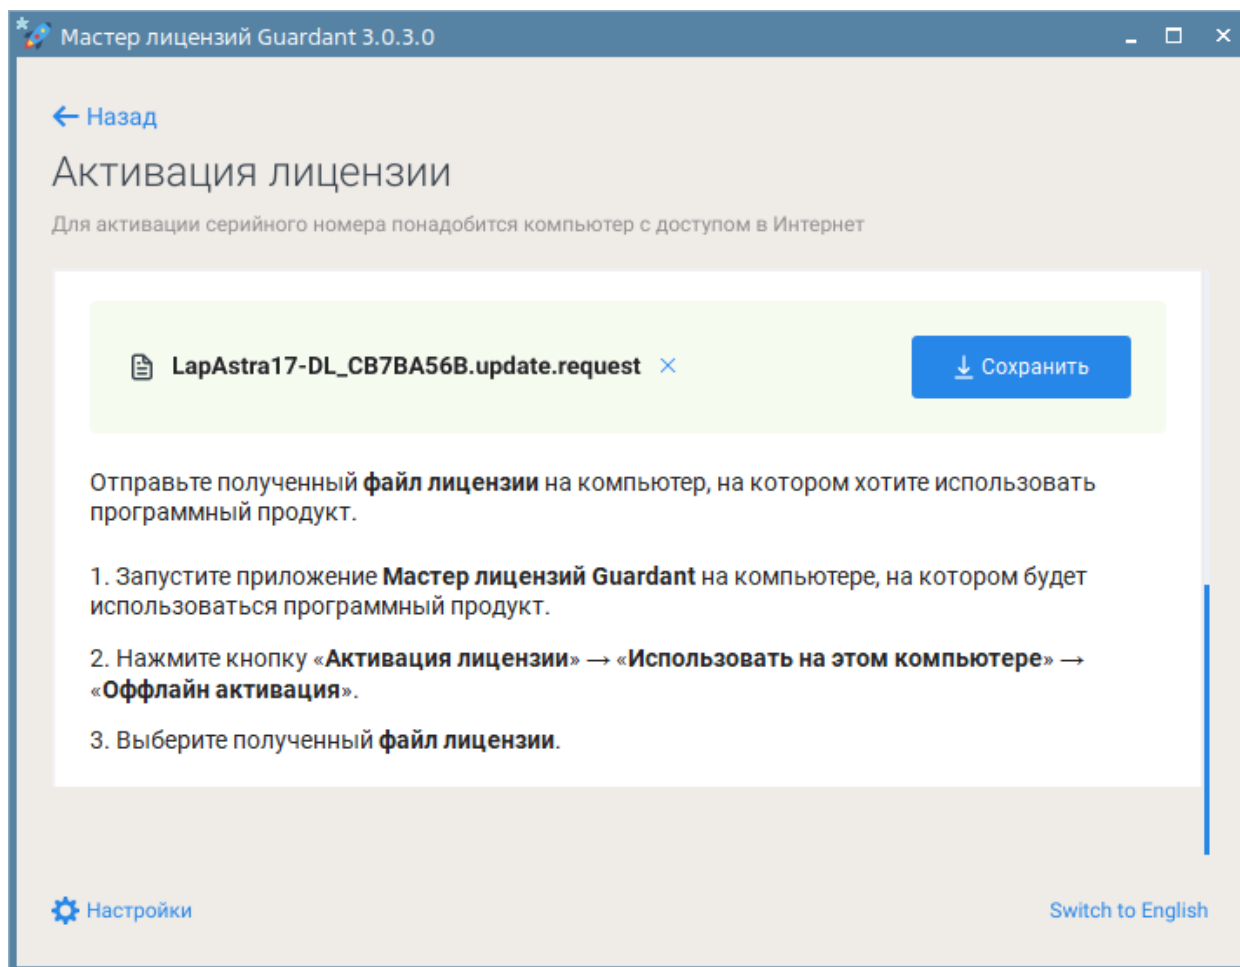 Мастер лицензий Guardant 3.0.3.0
Назад
Активация лицензии
Для активации серийного номера понадобится компьютер с доступом в Интернет
LapAstra17-DL_CB7BA56B.update.request
Сохранить
Отправьте полученный файл лицензии на компьютер, на котором хотите использовать
программный продукт.
1. Запустите приложение Мастер лицензий Guardant на компьютере, на котором будет
использоваться программный продукт.
2. Нажмите кнопку «Активация лицензии» → «Использовать на этом компьютере» →
«Оффлайн активация».
3. Выберите полученный файл лицензии.
Настройки
Switch to English